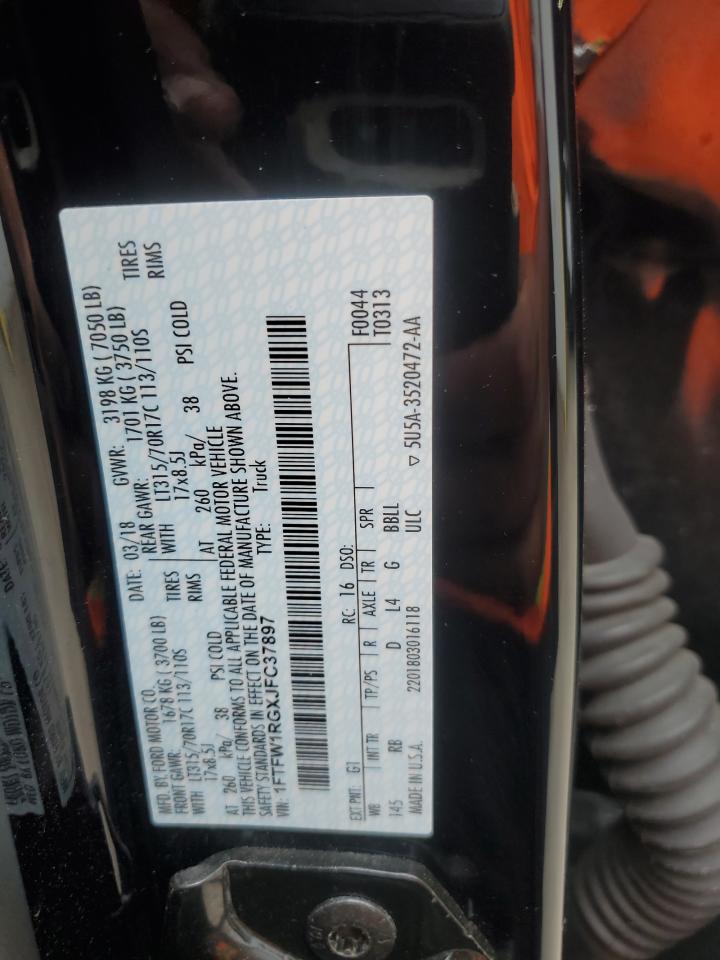 MFD. BY FORD MOTOR CO.
DATE: 03/18 GVWR: 3198 KG ( 7050 LB)
FRONT GAWR: 1678 KG ( 3700 LB) REAR GAWR: 1701 KG ( 3750 LB)
WITH LT315/70R17C 113/110S TIRES WITH LT315/70R17C 113/110S TIRES
17x8.5J RIMS 17x8.5J RIMS
AT 260 kPa/ 38 PSI COLD AT 260 kPa/ 38 PSI COLD
THIS VEHICLE CONFORMS TO ALL APPLICABLE FEDERAL MOTOR VEHICLE
SAFETY STANDARDS IN EFFECT ON THE DATE OF MANUFACTURE SHOWN ABOVE.
VIN: 1FTFW1RGXJFC37897 TYPE: Truck
EXT PNT: G1 RC: 16 DSO: F0044
WB INT TR TP/PS R AXLE TR SPR T0313
145 RB D L4 G BBLL
ULC
MADE IN U.S.A. 2201803016118 ▽ 5U5A-3520472-AA